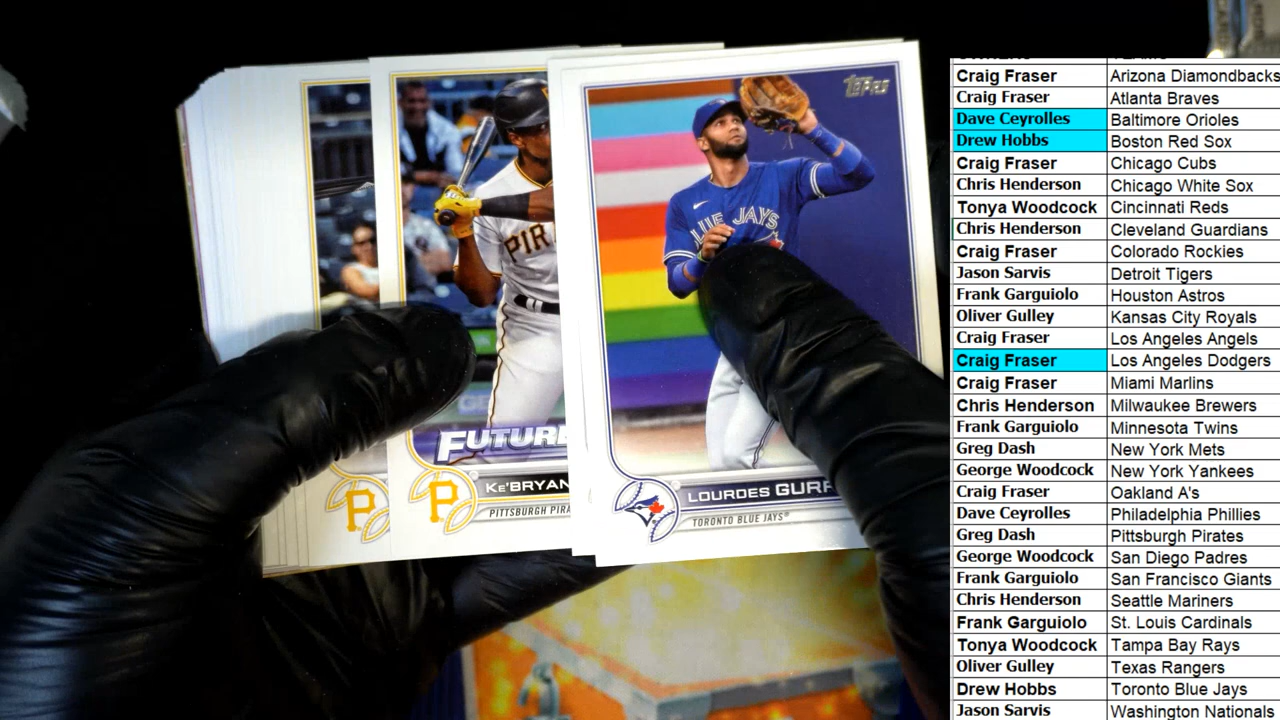 Topps
BLUE JAYS
PIR
FUTURE
P
P
KE'BRYAN
PITTSBURGH PIRA
LOURDES GURR
TORONTO BLUE JAYS®
Craig Fraser Arizona Diamondbacks
Craig Fraser Atlanta Braves
Dave Ceyrolles Baltimore Orioles
Drew Hobbs Boston Red Sox
Craig Fraser Chicago Cubs
Chris Henderson Chicago White Sox
Tonya Woodcock Cincinnati Reds
Chris Henderson Cleveland Guardians
Craig Fraser Colorado Rockies
Jason Sarvis Detroit Tigers
Frank Garguiolo Houston Astros
Oliver Gulley Kansas City Royals
Craig Fraser Los Angeles Angels
Craig Fraser Los Angeles Dodgers
Craig Fraser Miami Marlins
Chris Henderson Milwaukee Brewers
Frank Garguiolo Minnesota Twins
Greg Dash New York Mets
George Woodcock New York Yankees
Craig Fraser Oakland A's
Dave Ceyrolles Philadelphia Phillies
Greg Dash Pittsburgh Pirates
George Woodcock San Diego Padres
Frank Garguiolo San Francisco Giants
Chris Henderson Seattle Mariners
Frank Garguiolo St. Louis Cardinals
Tonya Woodcock Tampa Bay Rays
Oliver Gulley Texas Rangers
Drew Hobbs Toronto Blue Jays
Jason Sarvis Washington Nationals